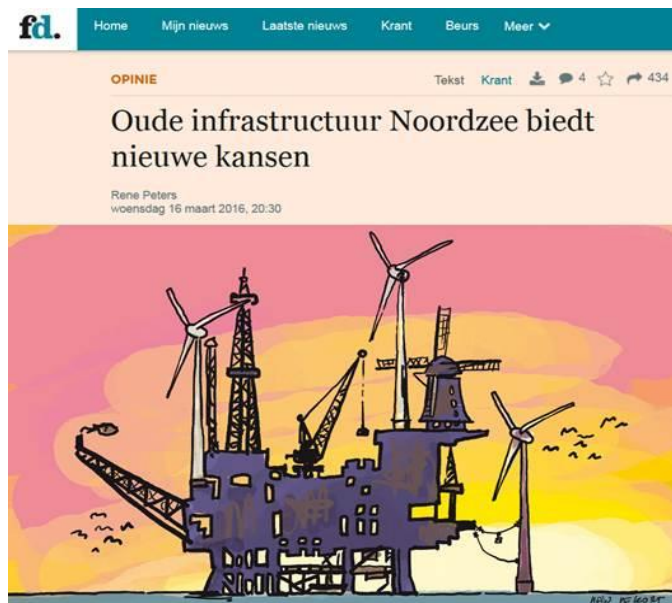 fd.
Home Mijn nieuws Laatste nieuws Krant Beurs Meer
OPINIE
Tekst Krant 4 434
Oude infrastructuur Noordzee biedt
nieuwe kansen
Rene Peters
woensdag 16 maart 2016, 20:30